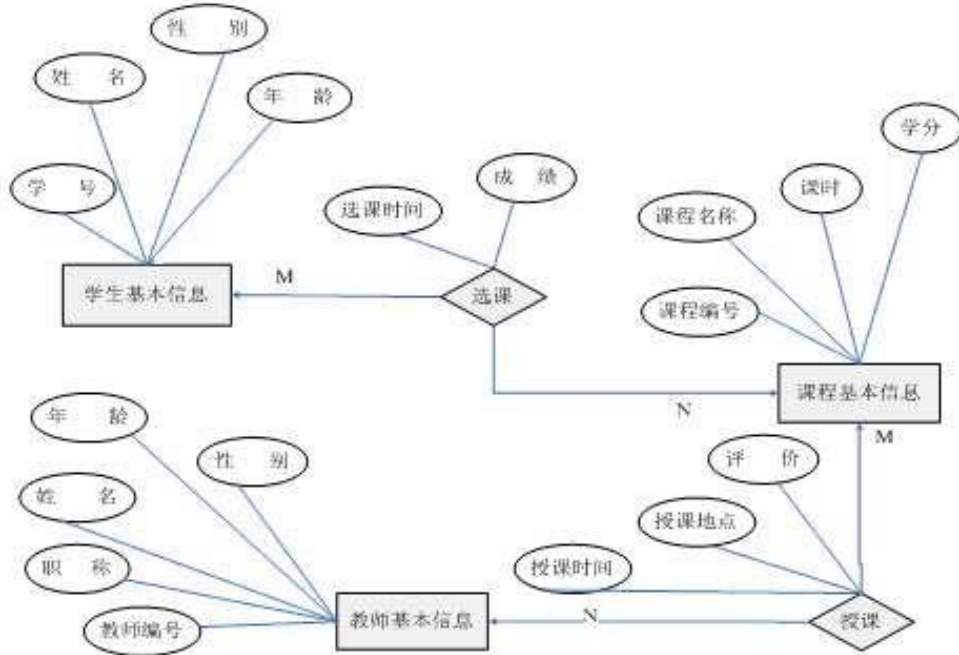 性 别
姓 名
年 龄
学 号
成 绩
选课时间
学生基本信息
M
选课
学分
课时
课程名称
课程编号
课程基本信息
N
M
年 龄
性 别
姓 名
职 称
教师编号
教师基本信息
评 价
授课地点
授课时间
N
授课